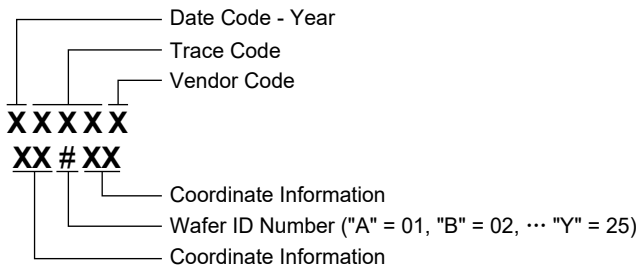 Date Code - Year
Trace Code
Vendor Code
XXXXX
XX # XX
Coordinate Information
Wafer ID Number ("A" = 01, "B" = 02, ··· "Y" = 25)
Coordinate Information